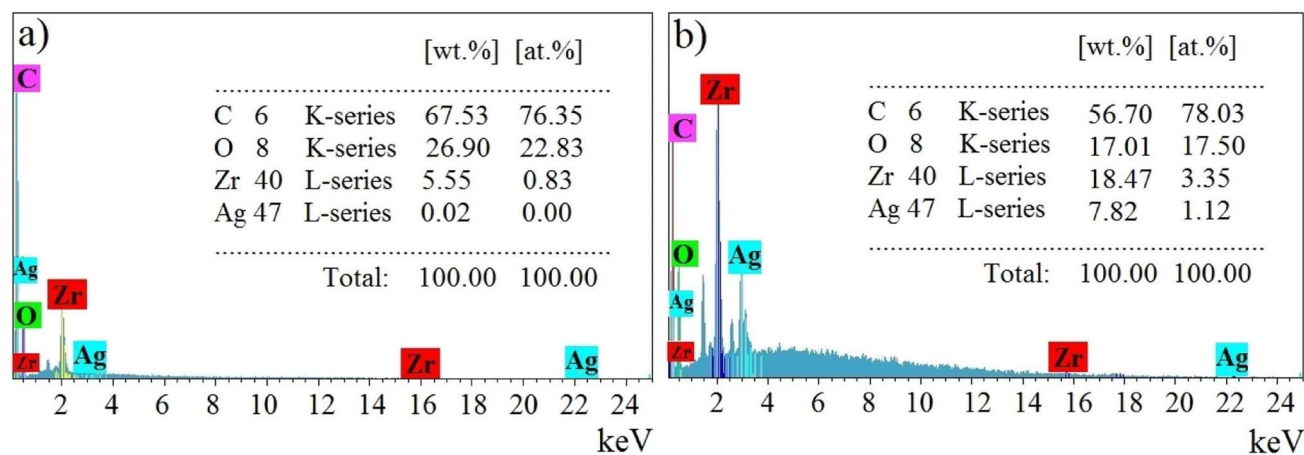 a)
[wt.%] [at.%]
C 6 K-series 67.53 76.35
O 8 K-series 26.90 22.83
Zr 40 L-series 5.55 0.83
Ag 47 L-series 0.02 0.00
Total: 100.00 100.00
C
Ag
O
Zr
Zr
Ag
Zr
Ag
2 4 6 8 10 12 14 16 18 20 22 24
keV
b)
[wt.%] [at.%]
C 6 K-series 56.70 78.03
O 8 K-series 17.01 17.50
Zr 40 L-series 18.47 3.35
Ag 47 L-series 7.82 1.12
Total: 100.00 100.00
Zr
C
O
Ag
Ag
Zr
Zr
Ag
2 4 6 8 10 12 14 16 18 20 22 24
keV